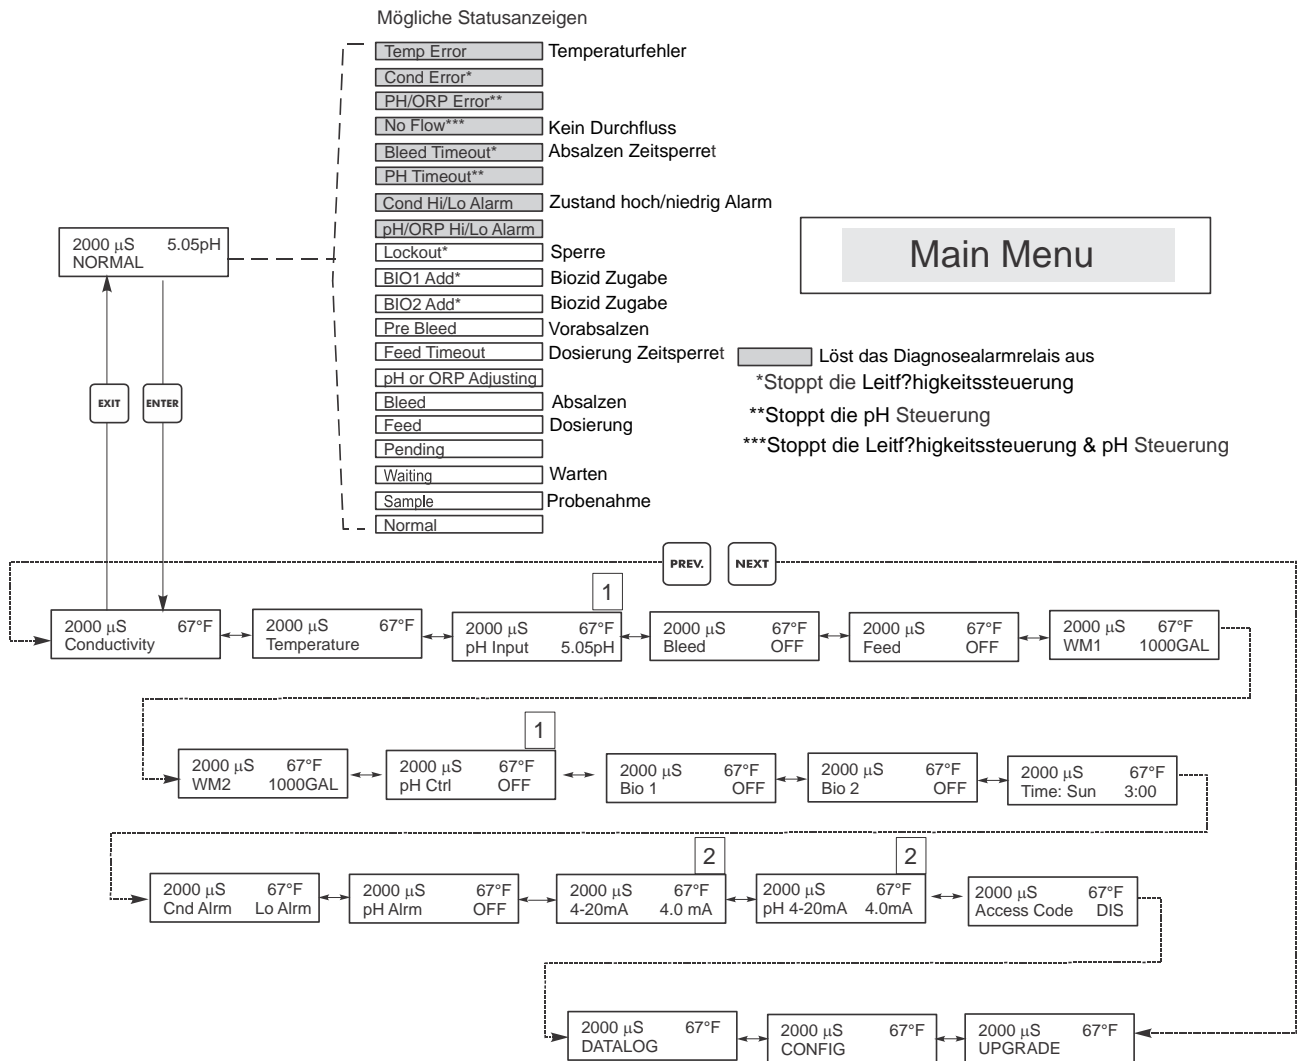 Mögliche Statusanzeigen
Temp Error Temperaturfehler
Cond Error*
PH/ORP Error**
No Flow*** Kein Durchfluss
Bleed Timeout* Absalzen Zeitsperret
PH Timeout**
Cond Hi/Lo Alarm Zustand hoch/niedrig Alarm
pH/ORP Hi/Lo Alarm
Lockout* Sperre
BIO1 Add* Biozid Zugabe
BIO2 Add* Biozid Zugabe
Pre Bleed Vorabsalzen
Feed Timeout Dosierung Zeitsperret
pH or ORP Adjusting
Bleed Absalzen
Feed Dosierung
Pending
Waiting Warten
Sample Probenahme
Normal
2000 µS 5.05pH
NORMAL
EXIT
ENTER
Main Menu
Löst das Diagnosealarmrelais aus
*Stoppt die Leitf?higkeitssteuerung
**Stoppt die pH Steuerung
***Stoppt die Leitf?higkeitssteuerung & pH Steuerung
PREV.
NEXT
2000 µS 67°F
Conductivity
2000 µS 67°F
Temperature
1
2000 µS 67°F
pH Input 5.05pH
2000 µS 67°F
Bleed OFF
2000 µS 67°F
Feed OFF
2000 µS 67°F
WM1 1000GAL
2000 µS 67°F
WM2 1000GAL
1
2000 µS 67°F
pH Ctrl OFF
2000 µS 67°F
Bio 1 OFF
2000 µS 67°F
Bio 2 OFF
2000 µS 67°F
Time: Sun 3:00
2000 µS 67°F
Cnd Alrm Lo Alrm
2000 µS 67°F
pH Alrm OFF
2
2000 µS 67°F
4-20mA 4.0 mA
2
2000 µS 67°F
pH 4-20mA 4.0mA
2000 µS 67°F
Access Code DIS
2000 µS 67°F
DATALOG
2000 µS 67°F
CONFIG
2000 µS 67°F
UPGRADE